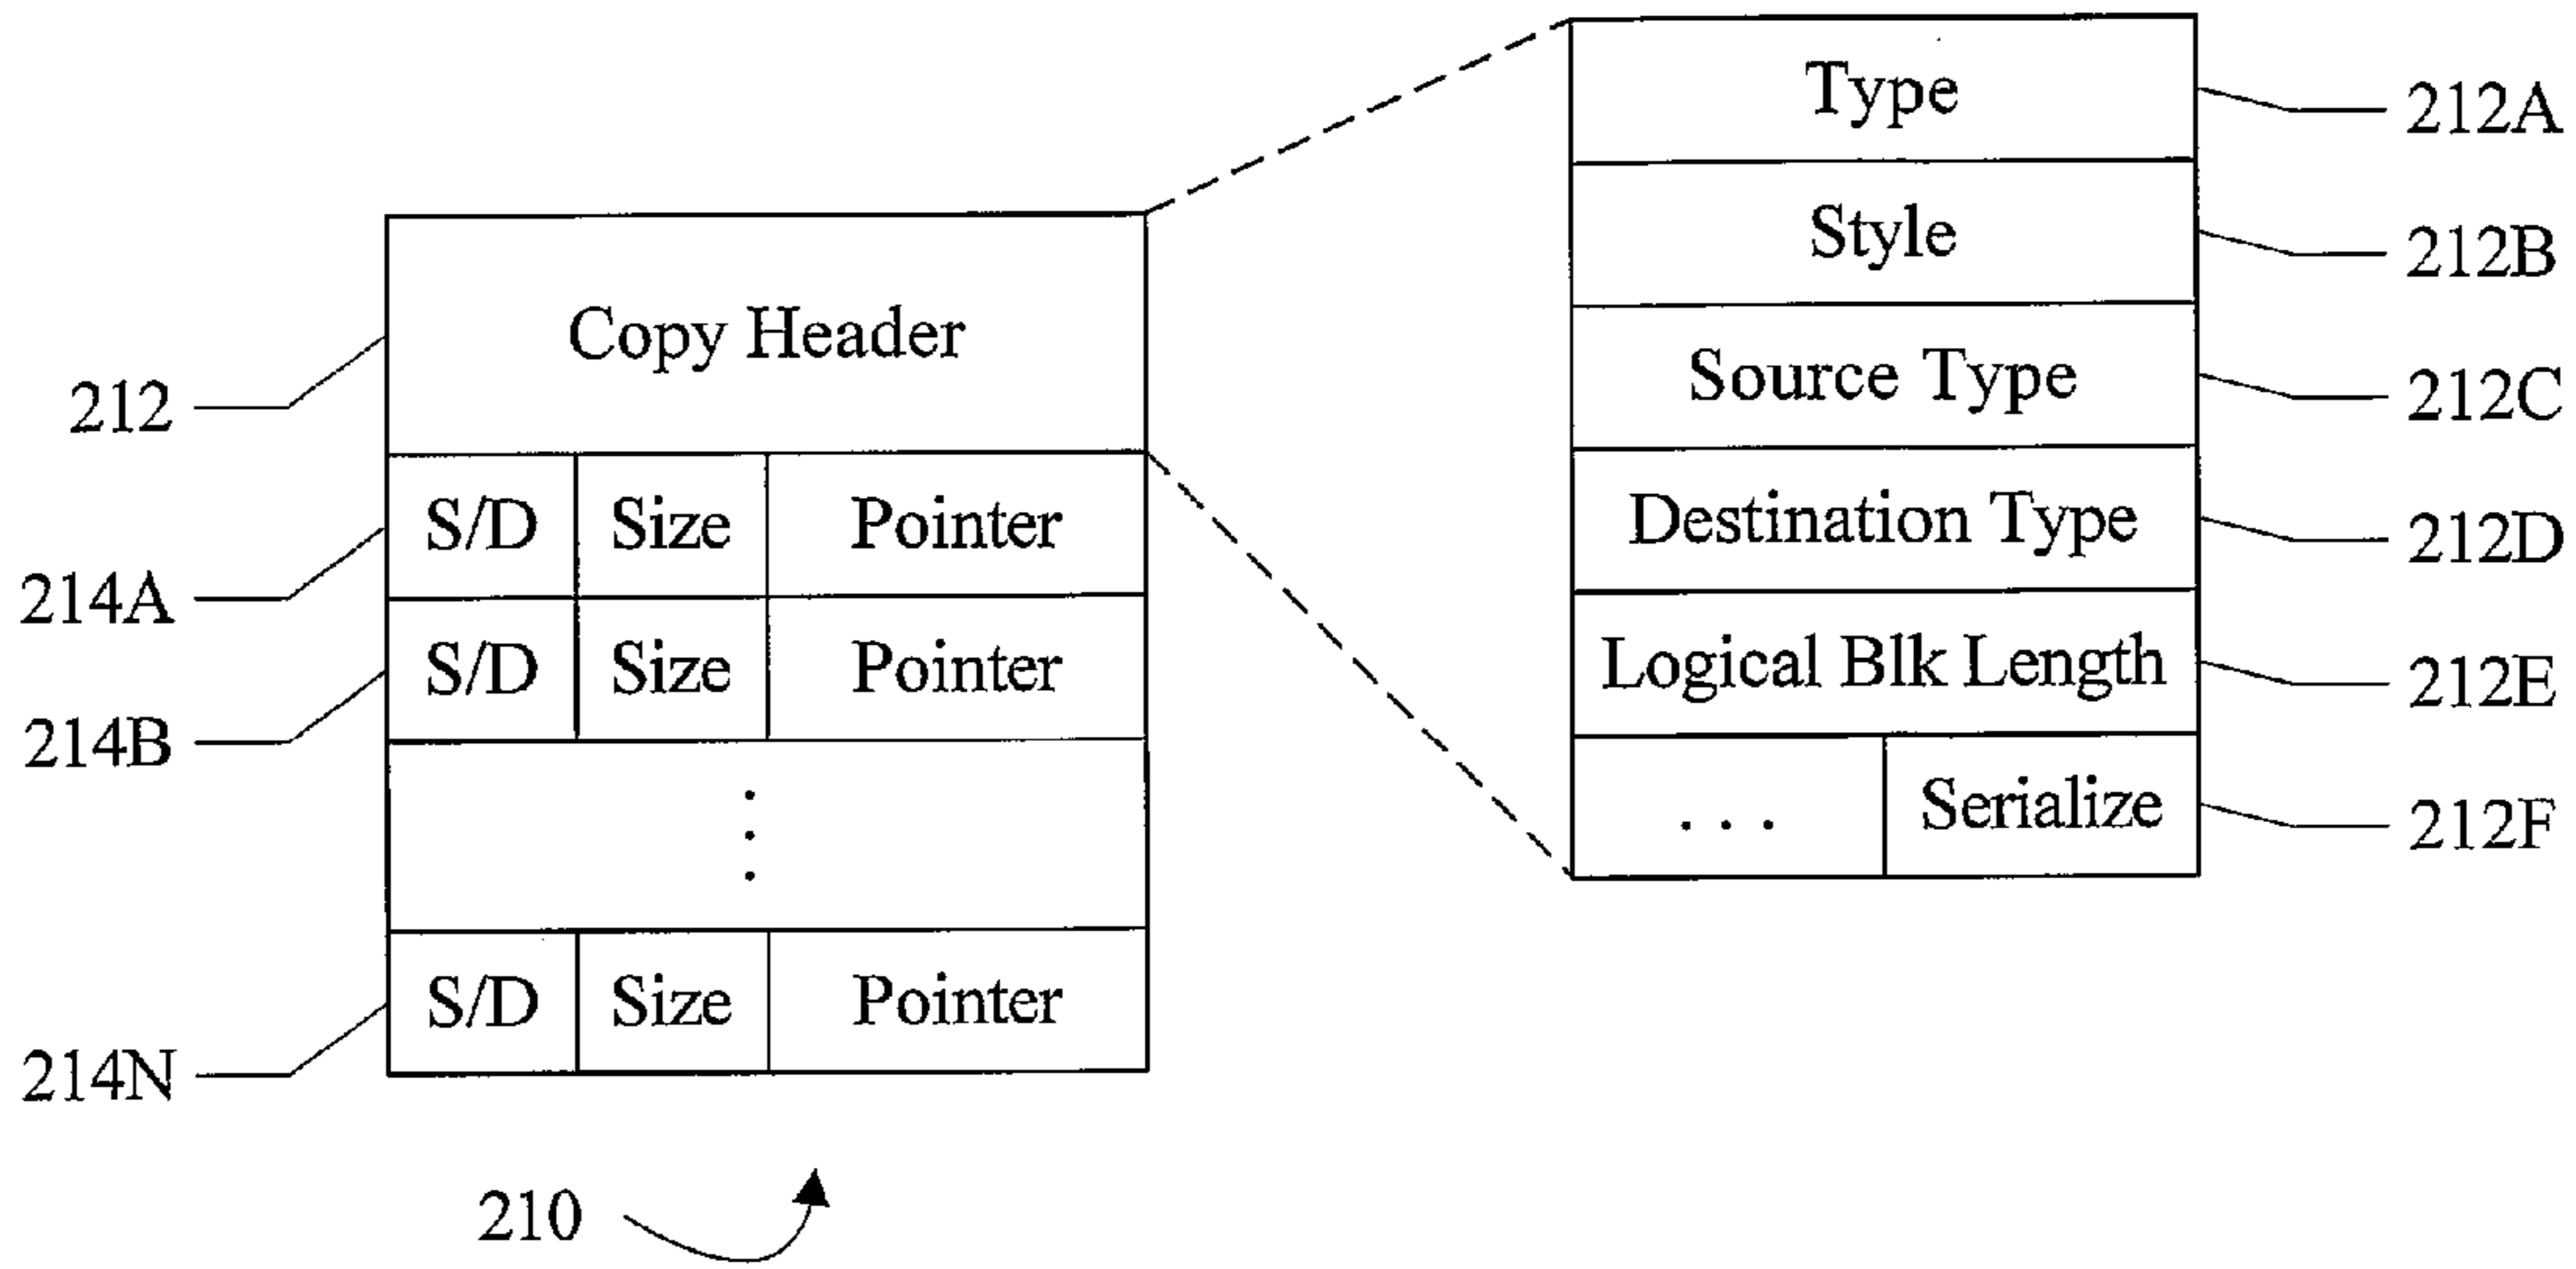 Type
212A
Style
212B
Copy Header
Source Type
212C
212
S/D Size Pointer
Destination Type
212D
214A
S/D Size Pointer
Logical Blk Length
212E
214B
. . .
Serialize
212F
S/D Size Pointer
214N
210